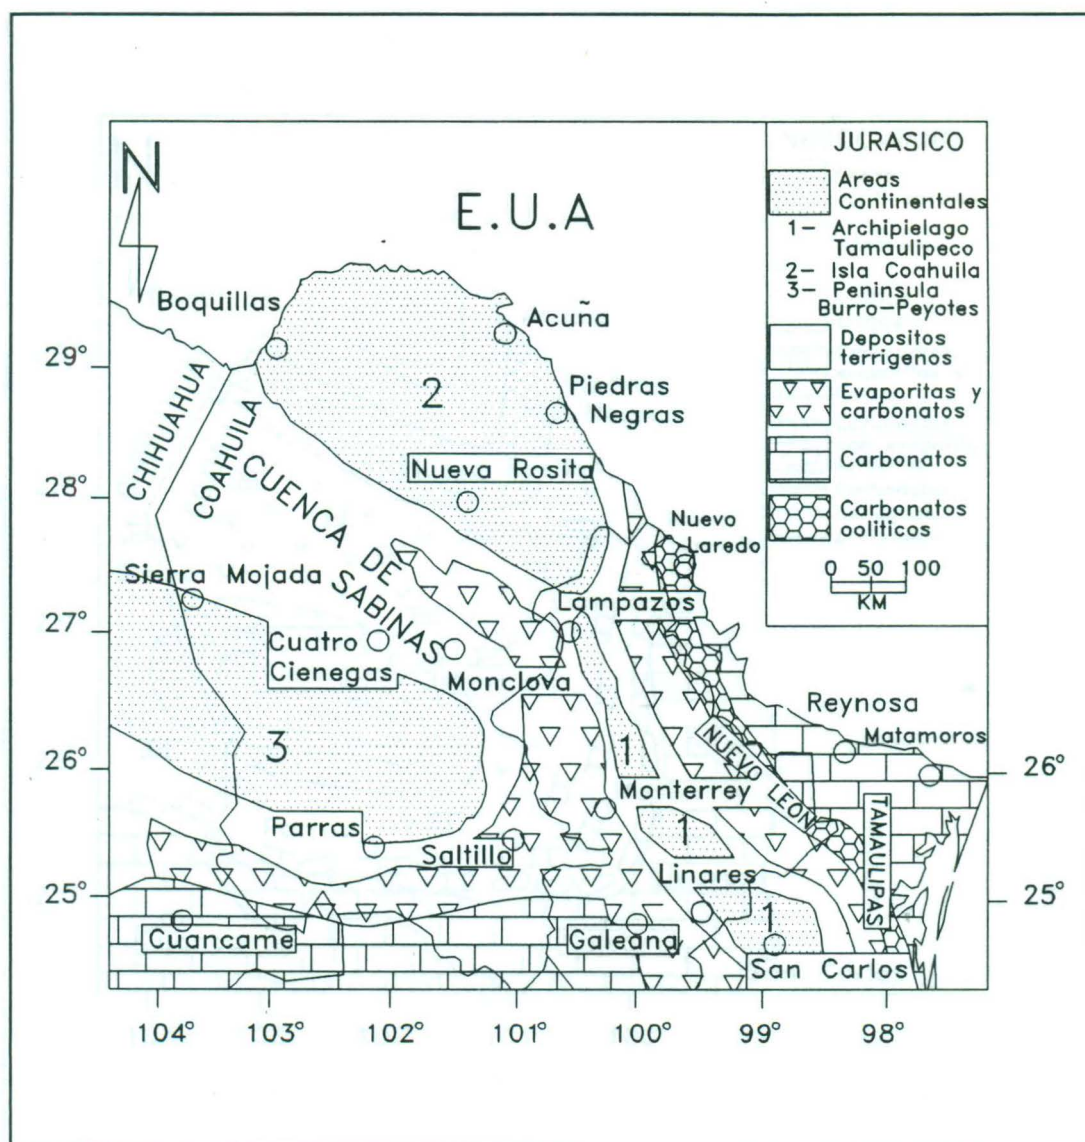 N
E.U.A
JURASICO
Areas
Continentales
1- Archipielago
Tamaulipeco
2- Isla Coahuila
3- Peninsula
Burro-Peyotes
Depositos
terrigenos
Evaporitas y
carbonatos
Carbonatos
Carbonatos
ooliticos
0 50 100
KM
Boquillas
Acuña
29°
2
Piedras
Negras
CHIHUAHUA
COAHUILA
Nueva Rosita
28°
CUENCA DE
SABINAS
Nuevo
Laredo
Sierra Mojada
Lampazos
27°
Cuatro
Cienegas
Monclova
Reynosa
Matamoros
3
1
NUEVO LEON
26°
26°
Monterrey
TAMAULIPAS
Parras
1
Saltillo
Linares
25°
25°
1
Cuancame
Galeana
San Carlos
104° 103° 102° 101° 100° 99° 98°